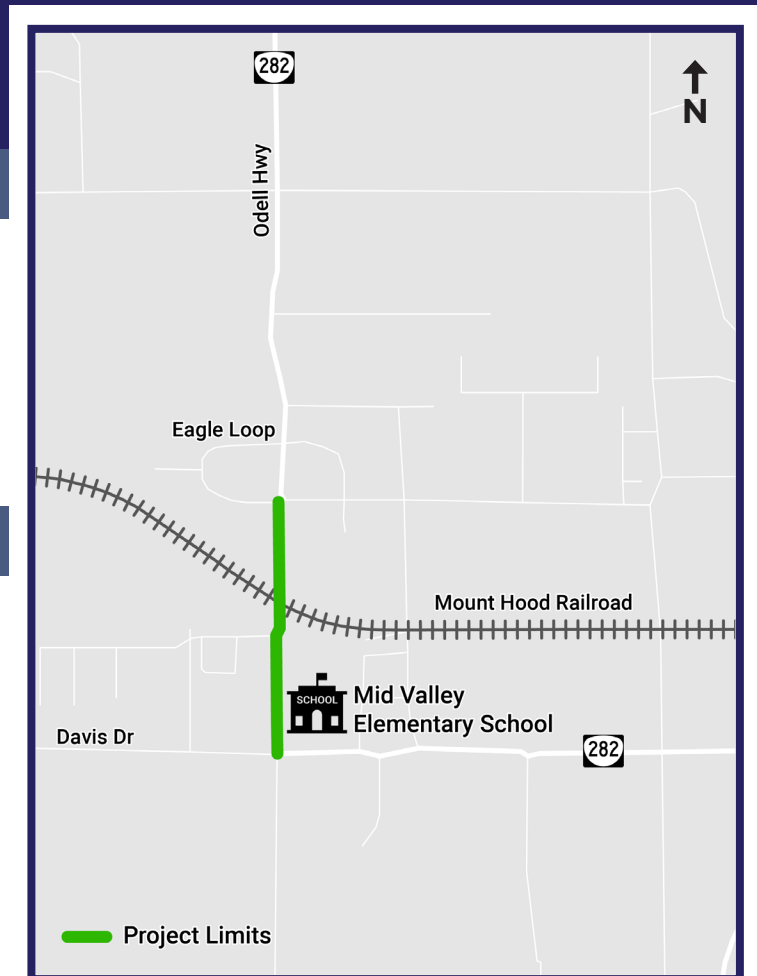 282
N
Odell Hwy
Eagle Loop
Mount Hood Railroad
SCHOOL
Mid Valley
Elementary School
Davis Dr
282
Project Limits